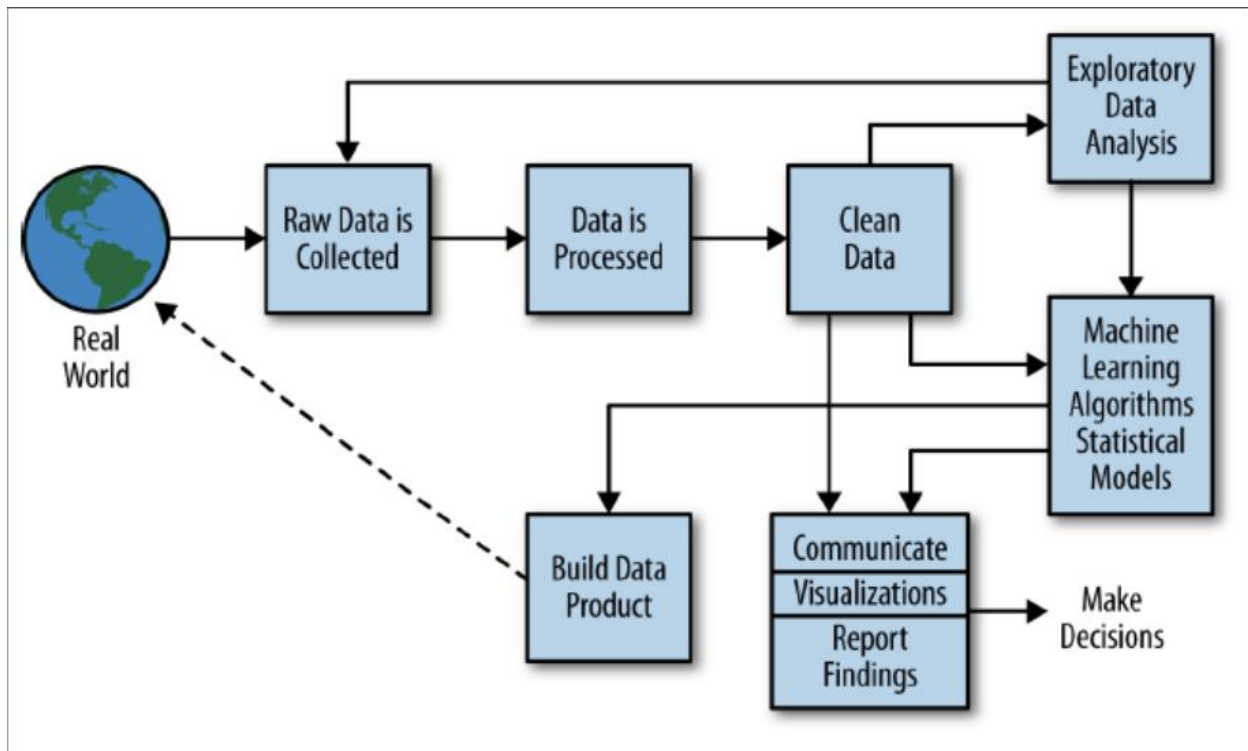 Exploratory
Data
Analysis
Raw Data is
Collected
Data is
Processed
Clean
Data
Real
World
Machine
Learning
Algorithms
Statistical
Models
Build Data
Product
Communicate
Visualizations
Report
Findings
Make
Decisions